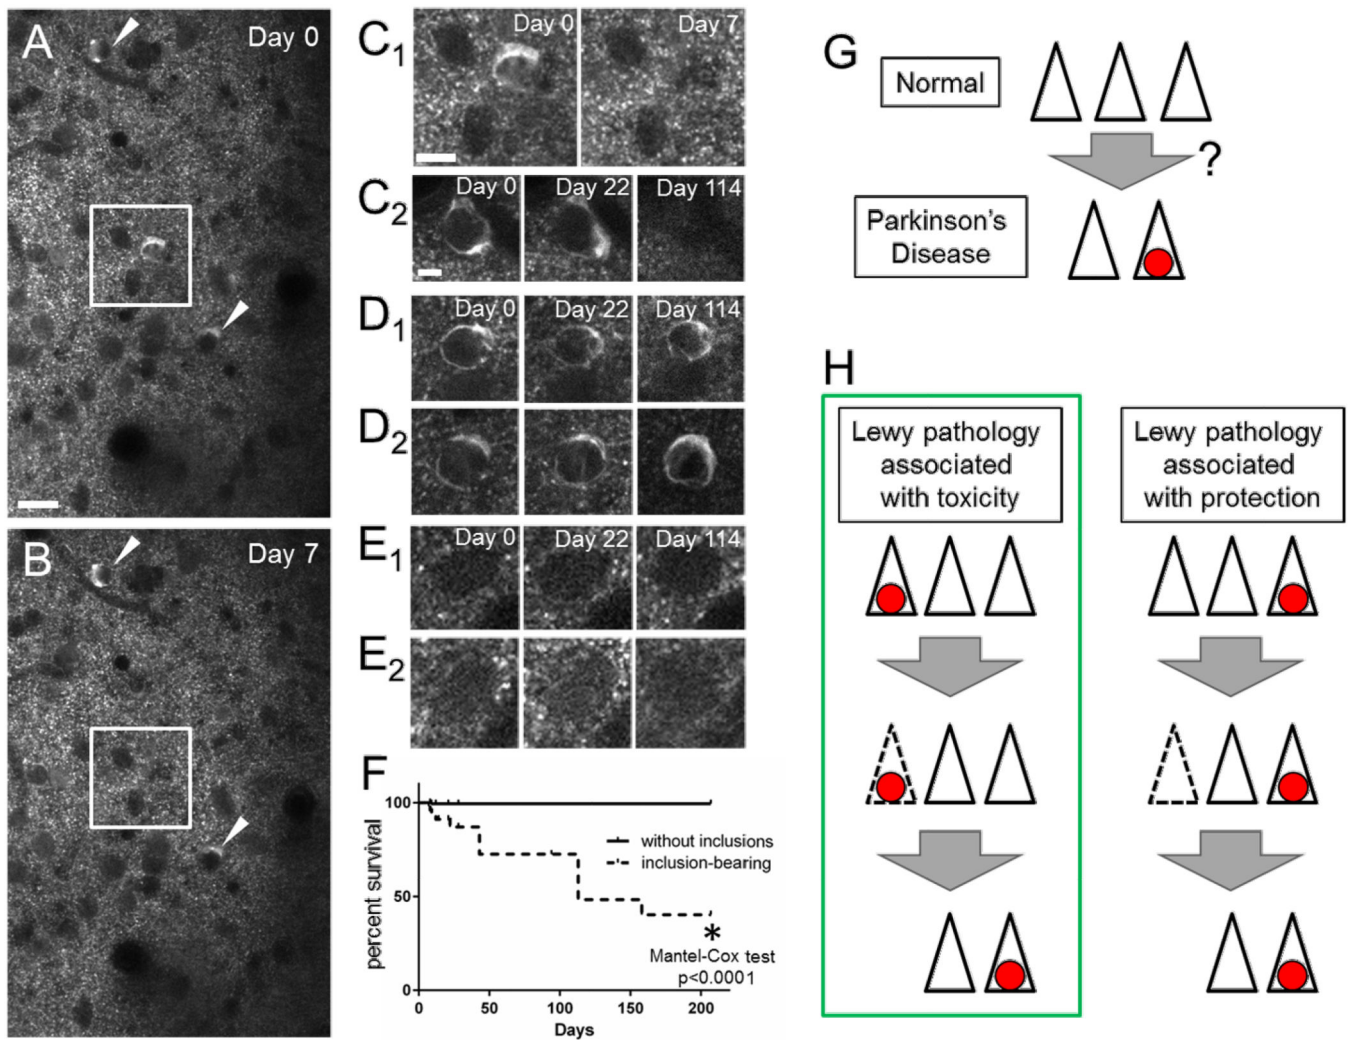 A
Day 0
B
Day 7
C1
Day 0
Day 7
C2
Day 0
Day 22
Day 114
D1
Day 0
Day 22
Day 114
D2
E1
Day 0
Day 22
Day 114
E2
F
percent survival
100
50
0
without inclusions
inclusion-bearing
*
Mantel-Cox test
p<0.0001
0
50
100
150
200
Days
G
Normal
?
Parkinson's
Disease
H
Lewy pathology
associated
with toxicity
Lewy pathology
associated
with protection